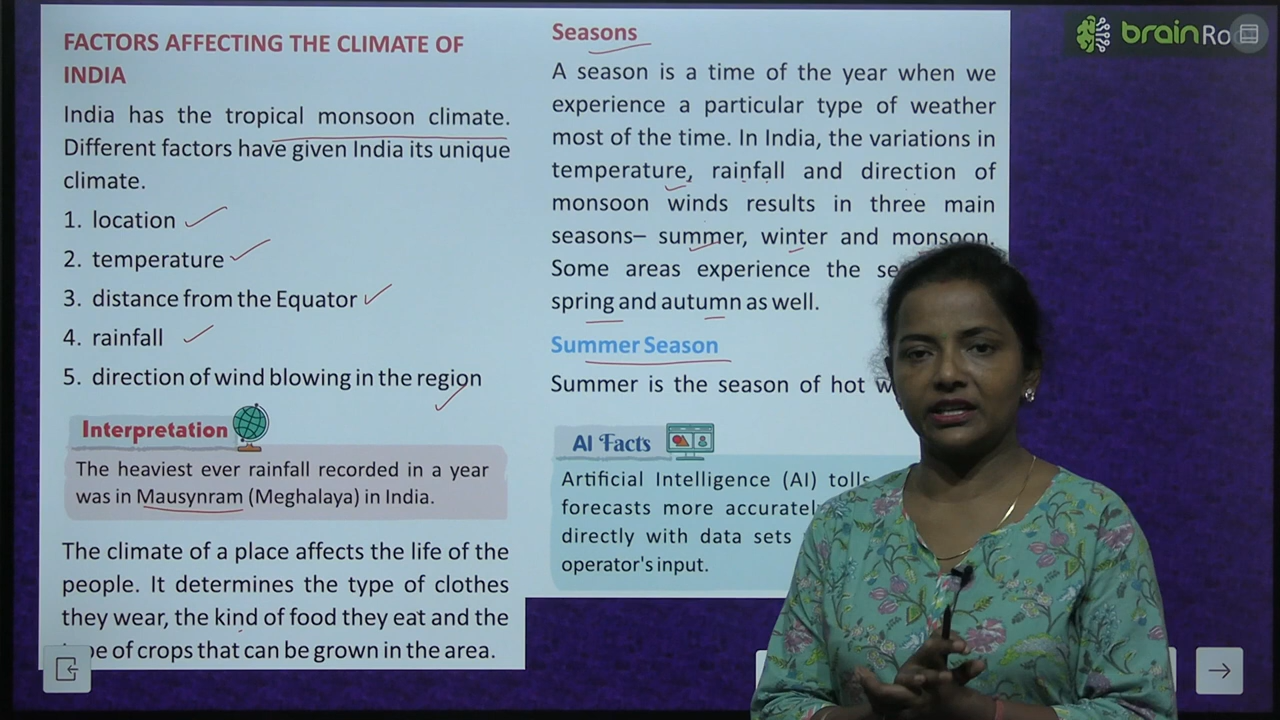 FACTORS AFFECTING THE CLIMATE OF
INDIA
India has the tropical monsoon climate.
Different factors have given India its unique
climate.
1. location
2. temperature
3. distance from the Equator
4. rainfall
5. direction of wind blowing in the region
Interpretation
The heaviest ever rainfall recorded in a year
was in Mausynram (Meghalaya) in India.
The climate of a place affects the life of the
people. It determines the type of clothes
they wear, the kind of food they eat and the
of crops that can be grown in the area.
Seasons
A season is a time of the year when we
experience a particular type of weather
most of the time. In India, the variations in
temperature, rainfall and direction of
monsoon winds results in three main
seasons– summer, winter and monsoon.
Some areas experience the
spring and autumn as well.
Summer Season
Summer is the season of hot
AI Facts
Artificial Intelligence (AI) tolls
forecasts more
directly with data sets
operator's input.
brain